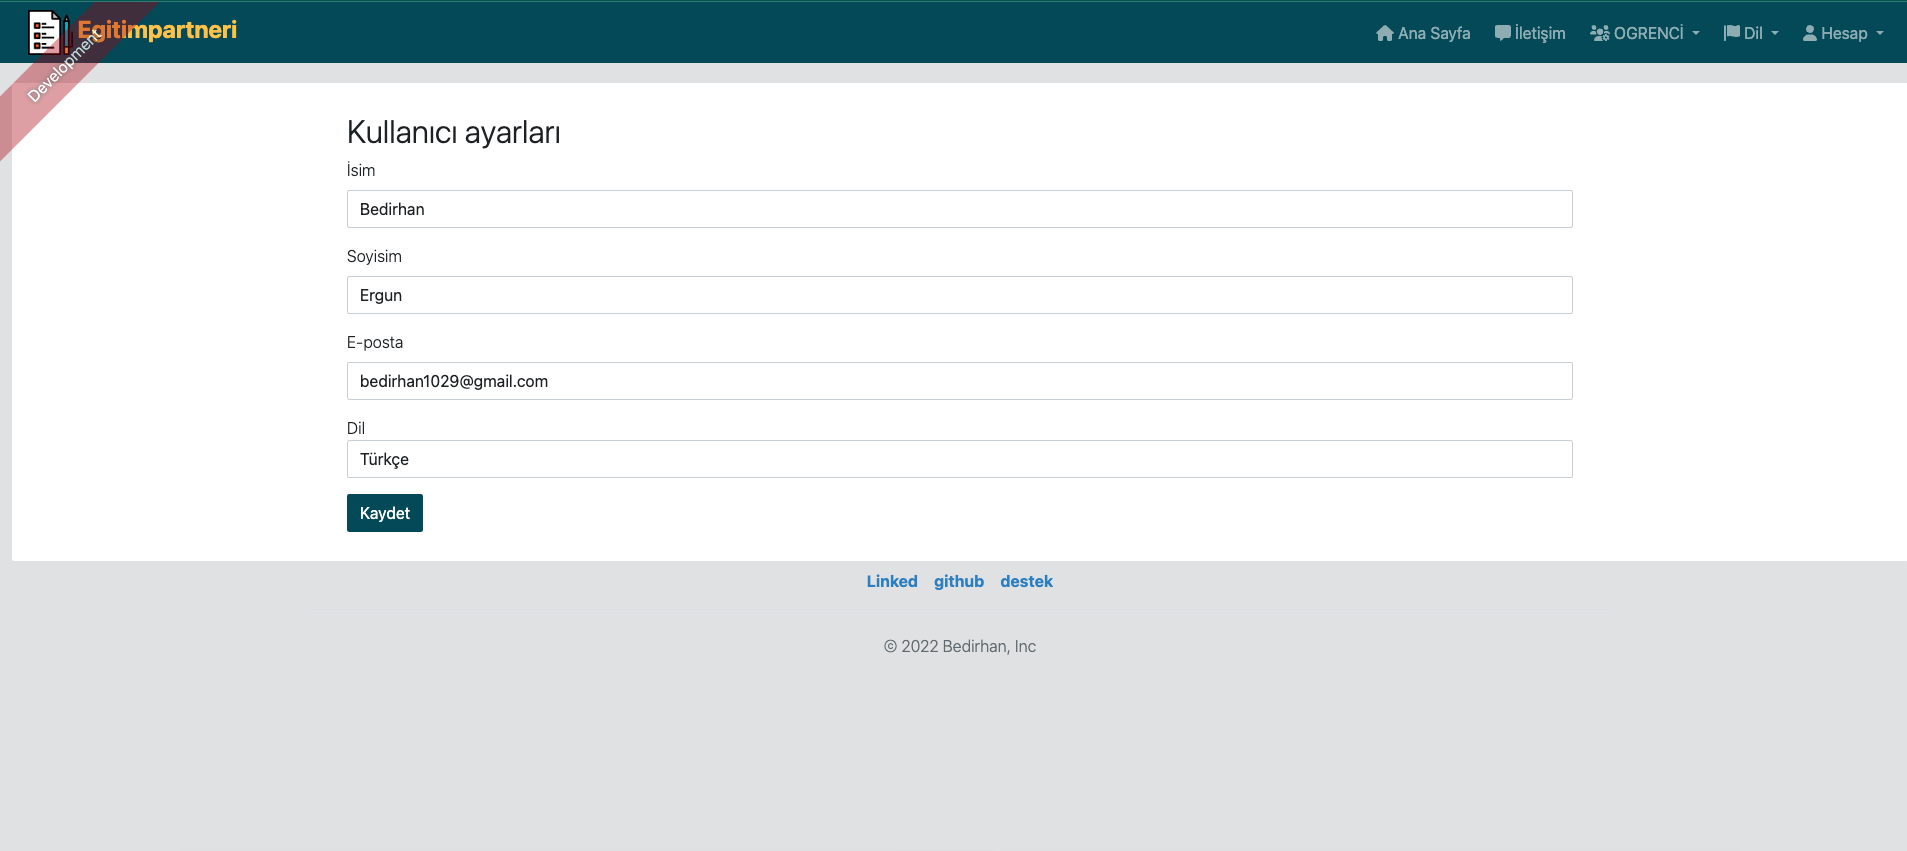 Egitimpartneri
Development
Ana Sayfa İletişim OGRENCİ Dil Hesap
Kullanıcı ayarları
İsim
Bedirhan
Soyisim
Ergun
E-posta
bedirhan1029@gmail.com
Dil
Türkçe
Kaydet
Linked github destek
© 2022 Bedirhan, Inc